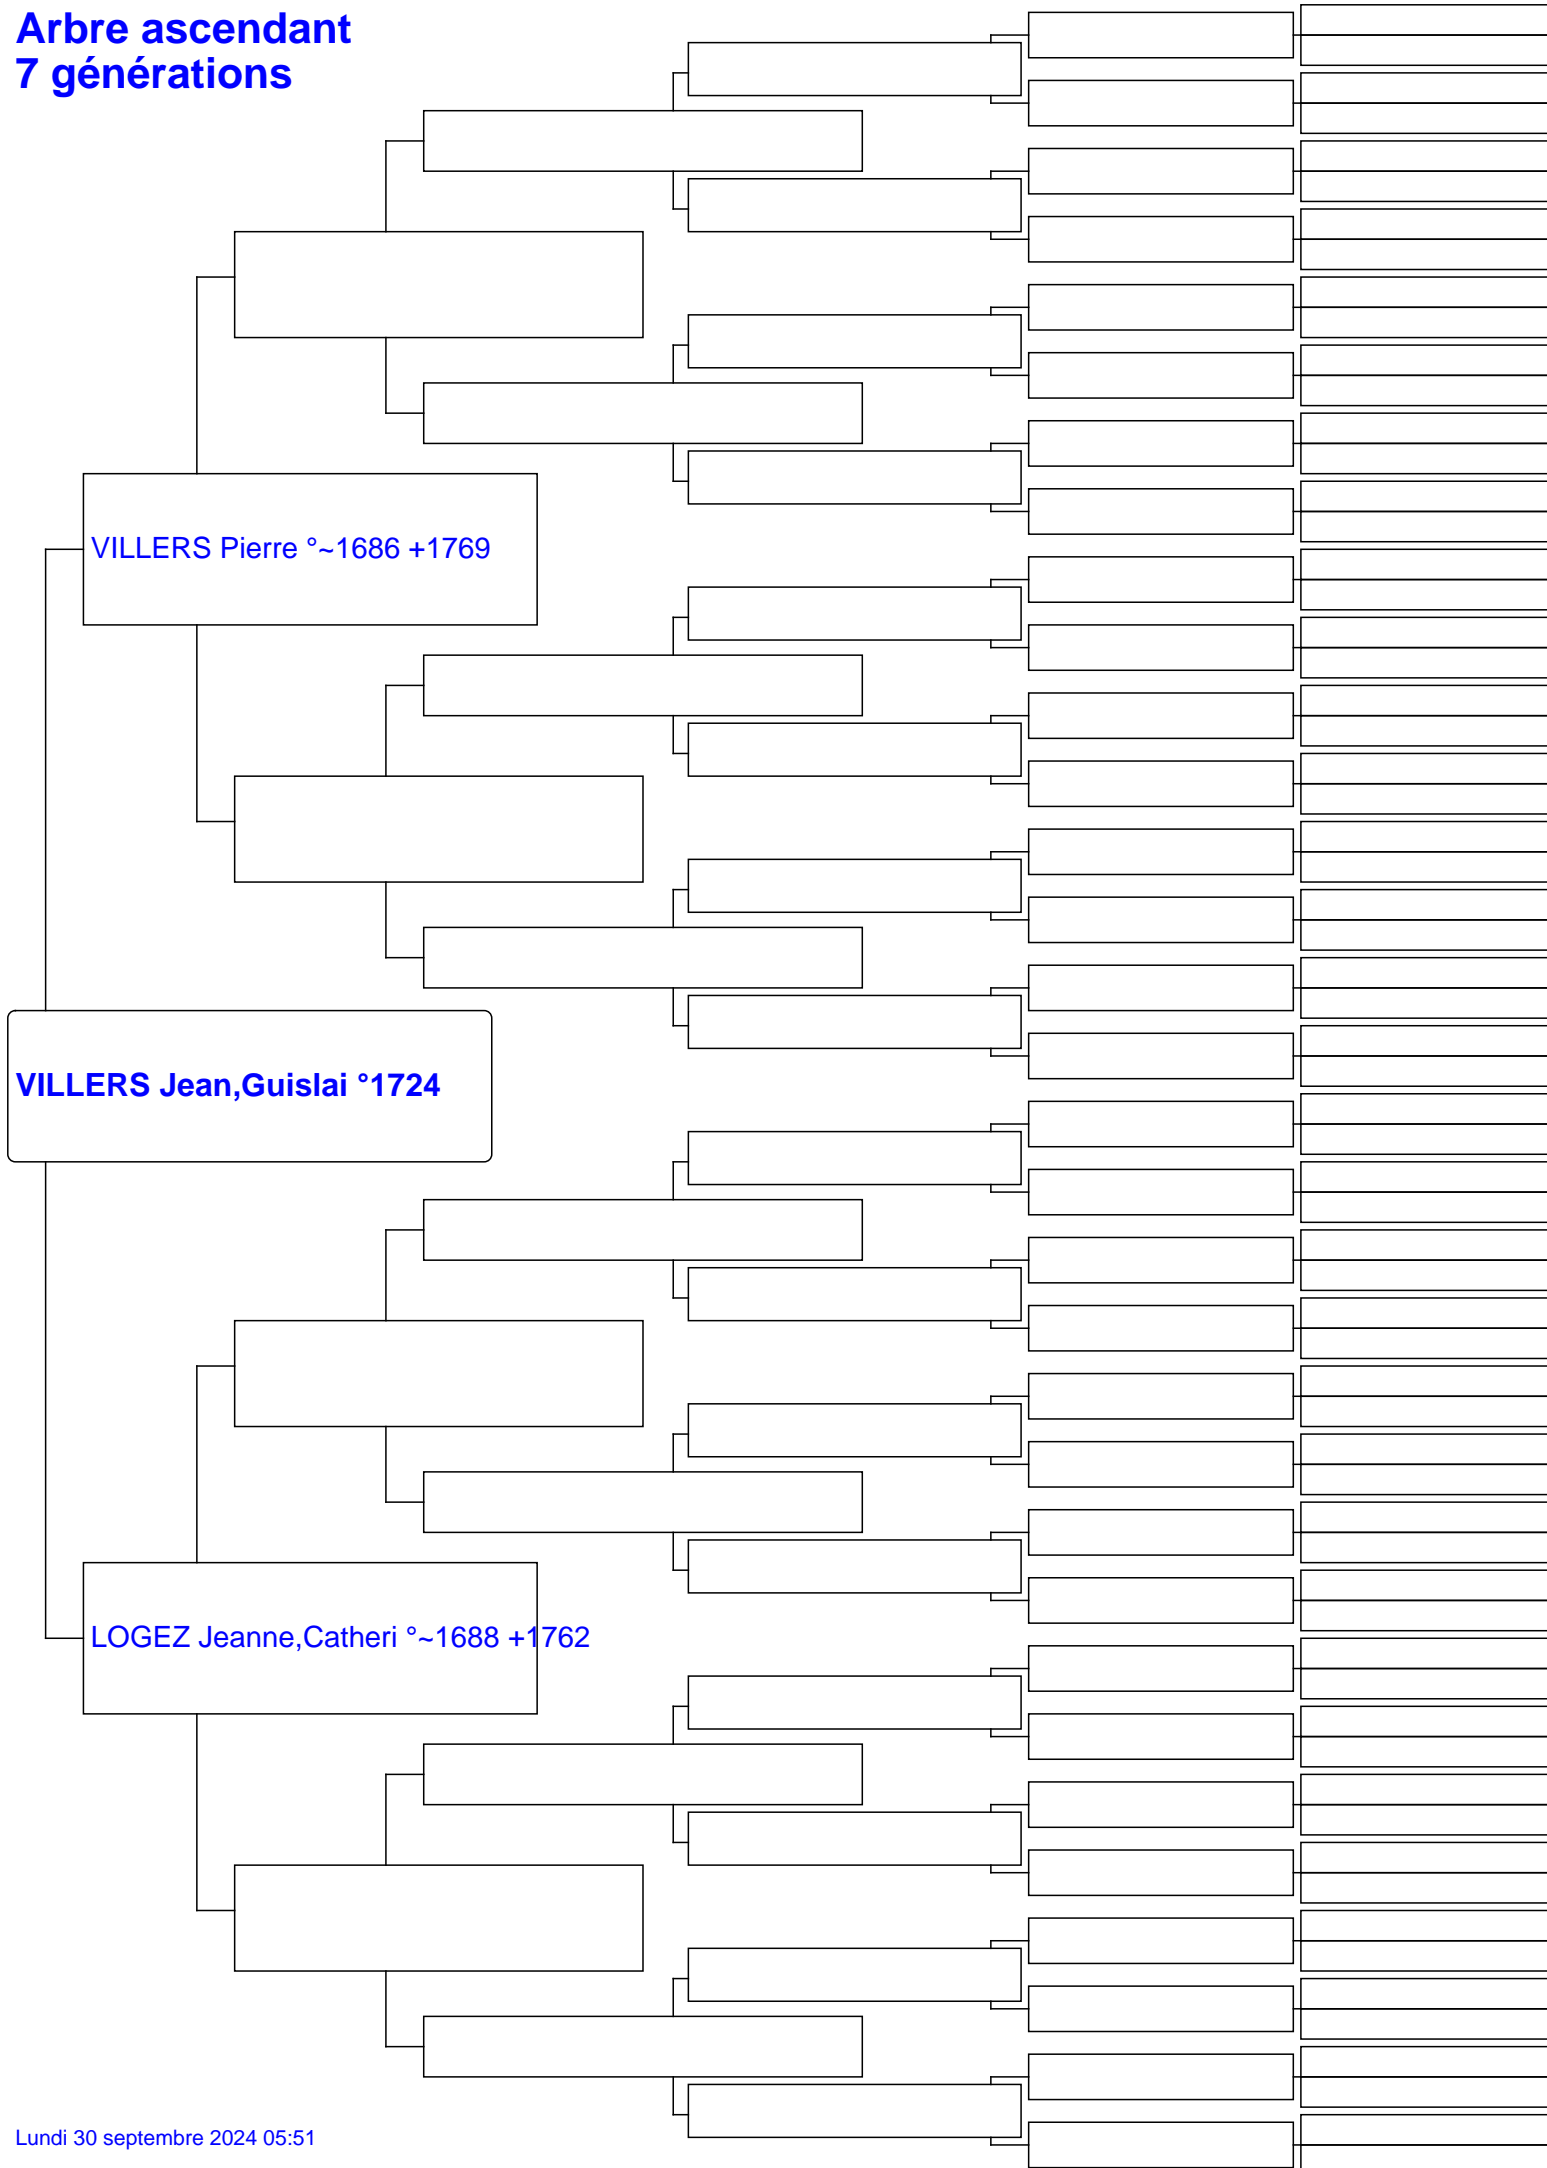 Arbre ascendant
7 générations
VILLERS Pierre °~1686 +1769
VILLERS Jean,Guislai °1724
LOGEZ Jeanne,Catheri °~1688 +1762
Lundi 30 septembre 2024 05:51